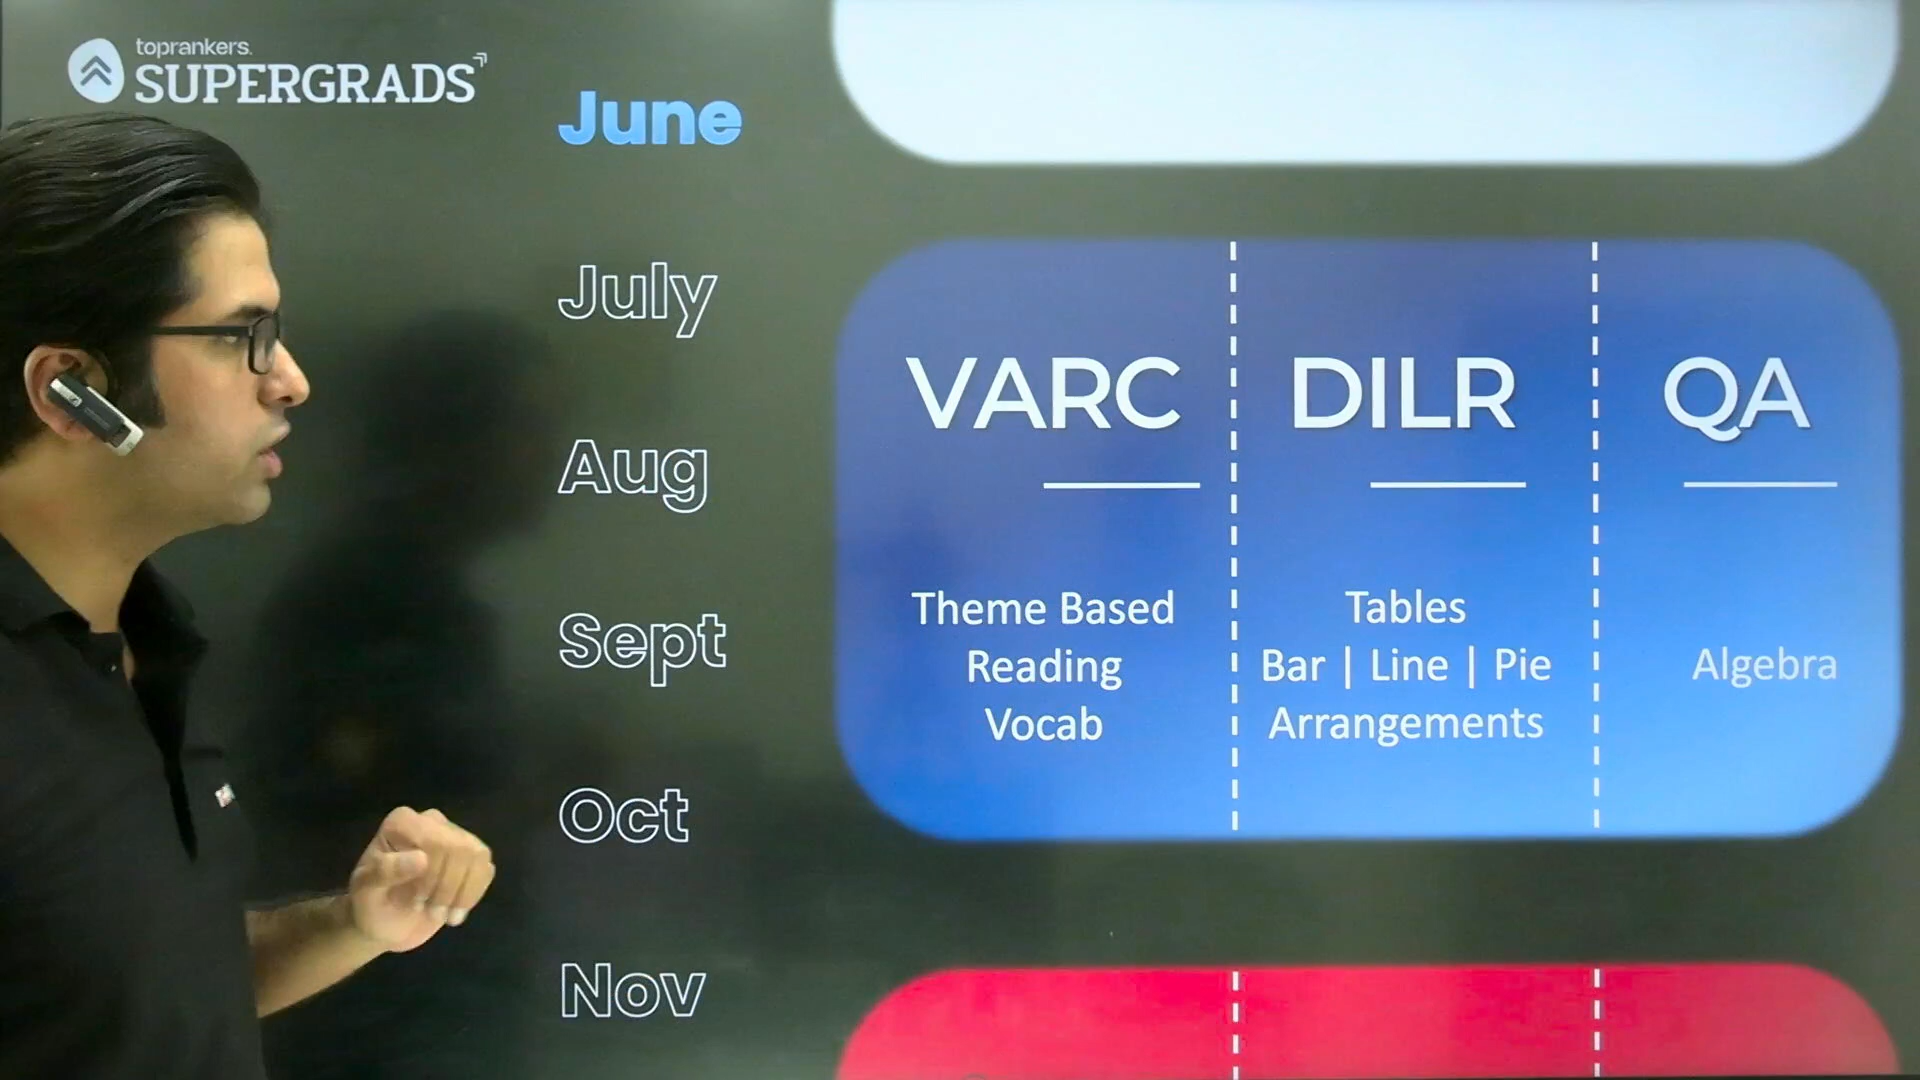 toprankers.
SUPERGRADS
June
July
Aug
Sept
Oct
Nov
VARC
DILR
QA
Theme Based
Reading
Vocab
Tables
Bar | Line | Pie
Arrangements
Algebra